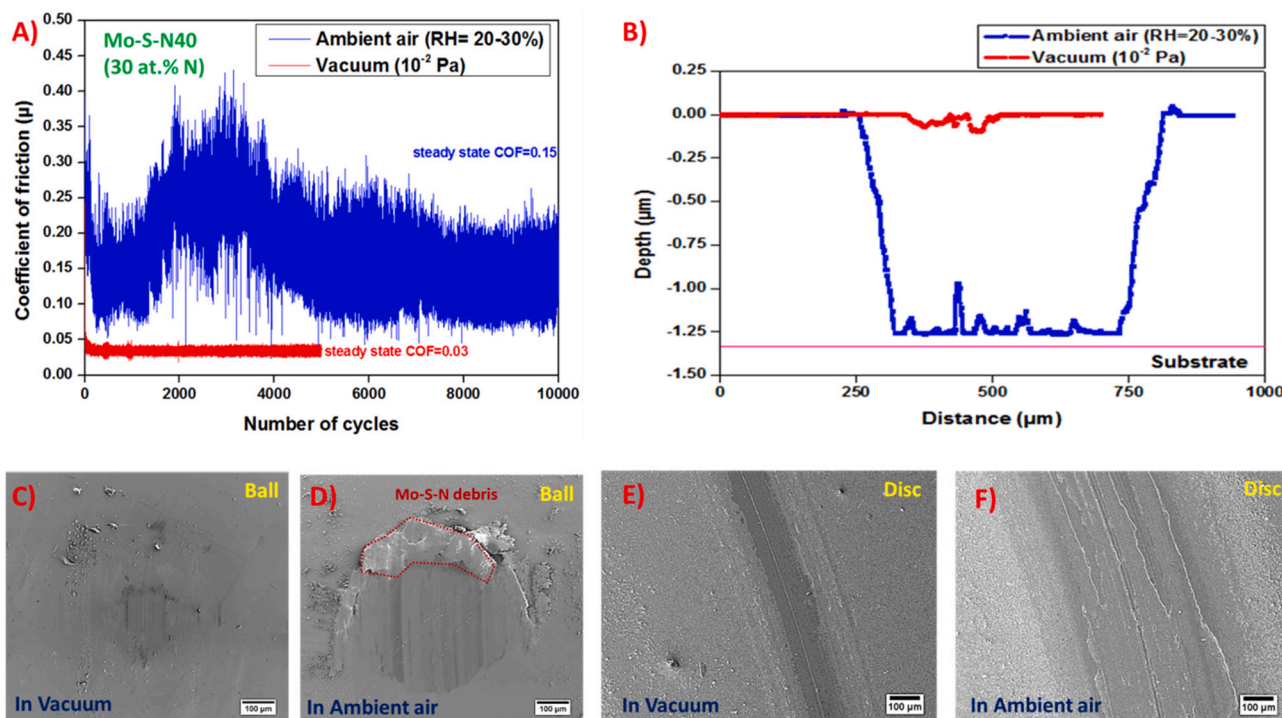 A)
Mo-S-N40
(30 at.% N)
Ambient air (RH= 20-30%)
Vacuum (10⁻² Pa)
steady state COF=0.15
steady state COF=0.03
0.50
0.45
0.40
0.35
0.30
0.25
0.20
0.15
0.10
0.05
0.00
Coefficient of friction (μ)
0
2000
4000
6000
8000
10000
Number of cycles
B)
Ambient air (RH=20-30%)
Vacuum (10⁻² Pa)
0.25
0.00
-0.25
-0.50
-0.75
-1.00
-1.25
-1.50
Depth (μm)
Substrate
0
250
500
750
1000
Distance (μm)
C)
Ball
In Vacuum
100 μm
D)
Mo-S-N debris
Ball
In Ambient air
100 μm
E)
Disc
In Vacuum
100 μm
F)
Disc
In Ambient air
100 μm